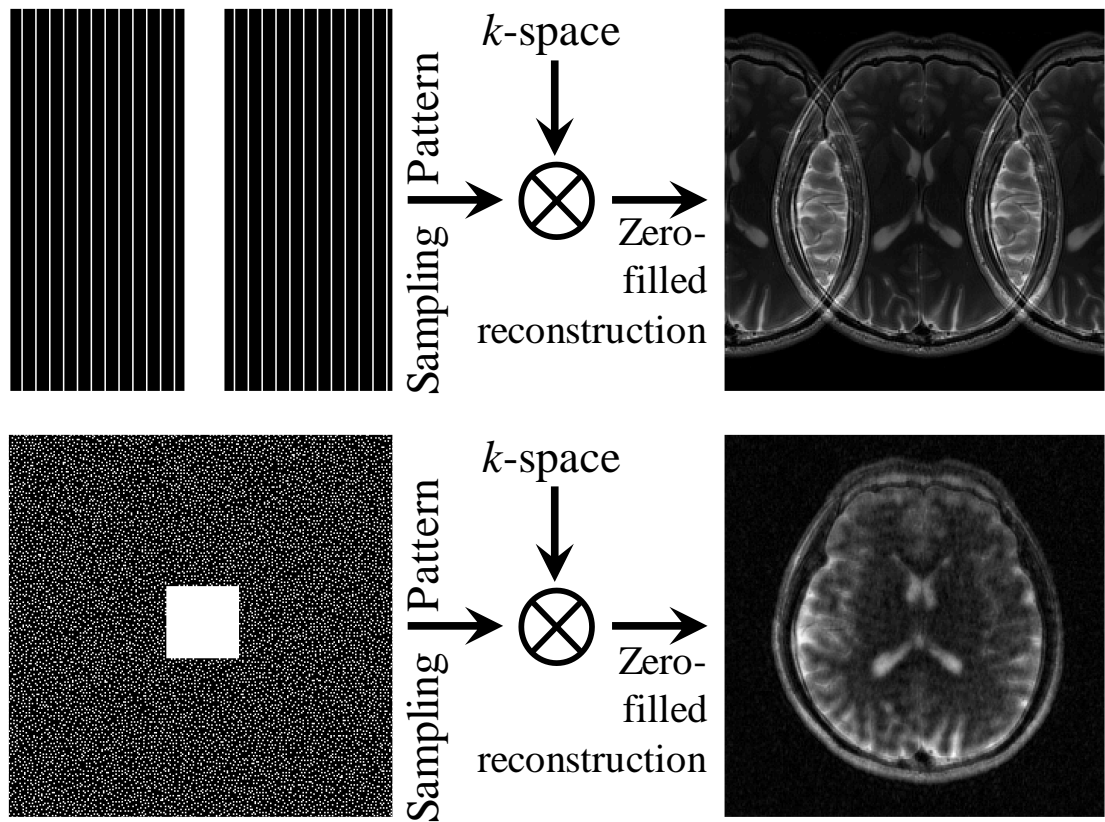 k-space
Sampling Pattern
Zero-
filled
reconstruction
k-space
Sampling Pattern
Zero-
filled
reconstruction